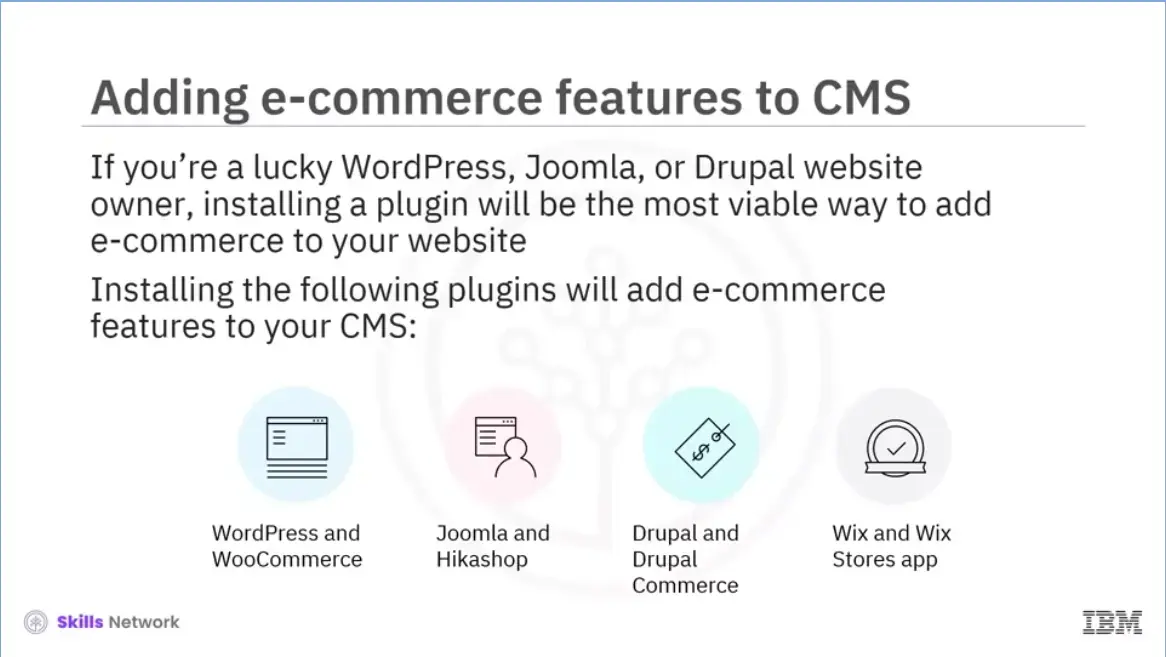 Adding e-commerce features to CMS
If you’re a lucky WordPress, Joomla, or Drupal website
owner, installing a plugin will be the most viable way to add
e-commerce to your website
Installing the following plugins will add e-commerce
features to your CMS:
WordPress and
WooCommerce
Joomla and
Hikashop
Drupal and
Drupal
Commerce
Wix and Wix
Stores app
Skills Network
IBM